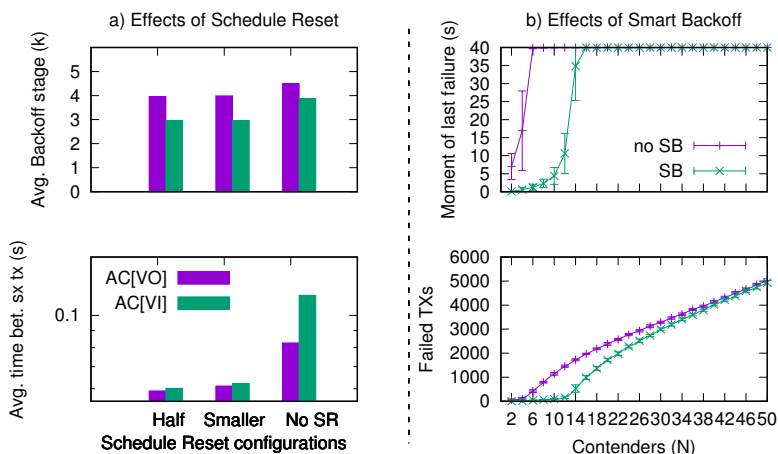 a) Effects of Schedule Reset
Avg. Backoff stage (k)
5
4
3
2
1
0
Avg. time bet. sx tx (s)
0.1
AC[VO]
AC[VI]
Half Smaller No SR
Schedule Reset configurations
b) Effects of Smart Backoff
Moment of last failure (s)
40
35
30
25
20
15
10
5
0
no SB
SB
Failed TXs
6000
5000
4000
3000
2000
1000
0
2 6 10 14 18 22 26 30 34 38 42 46 50
Contenders (N)